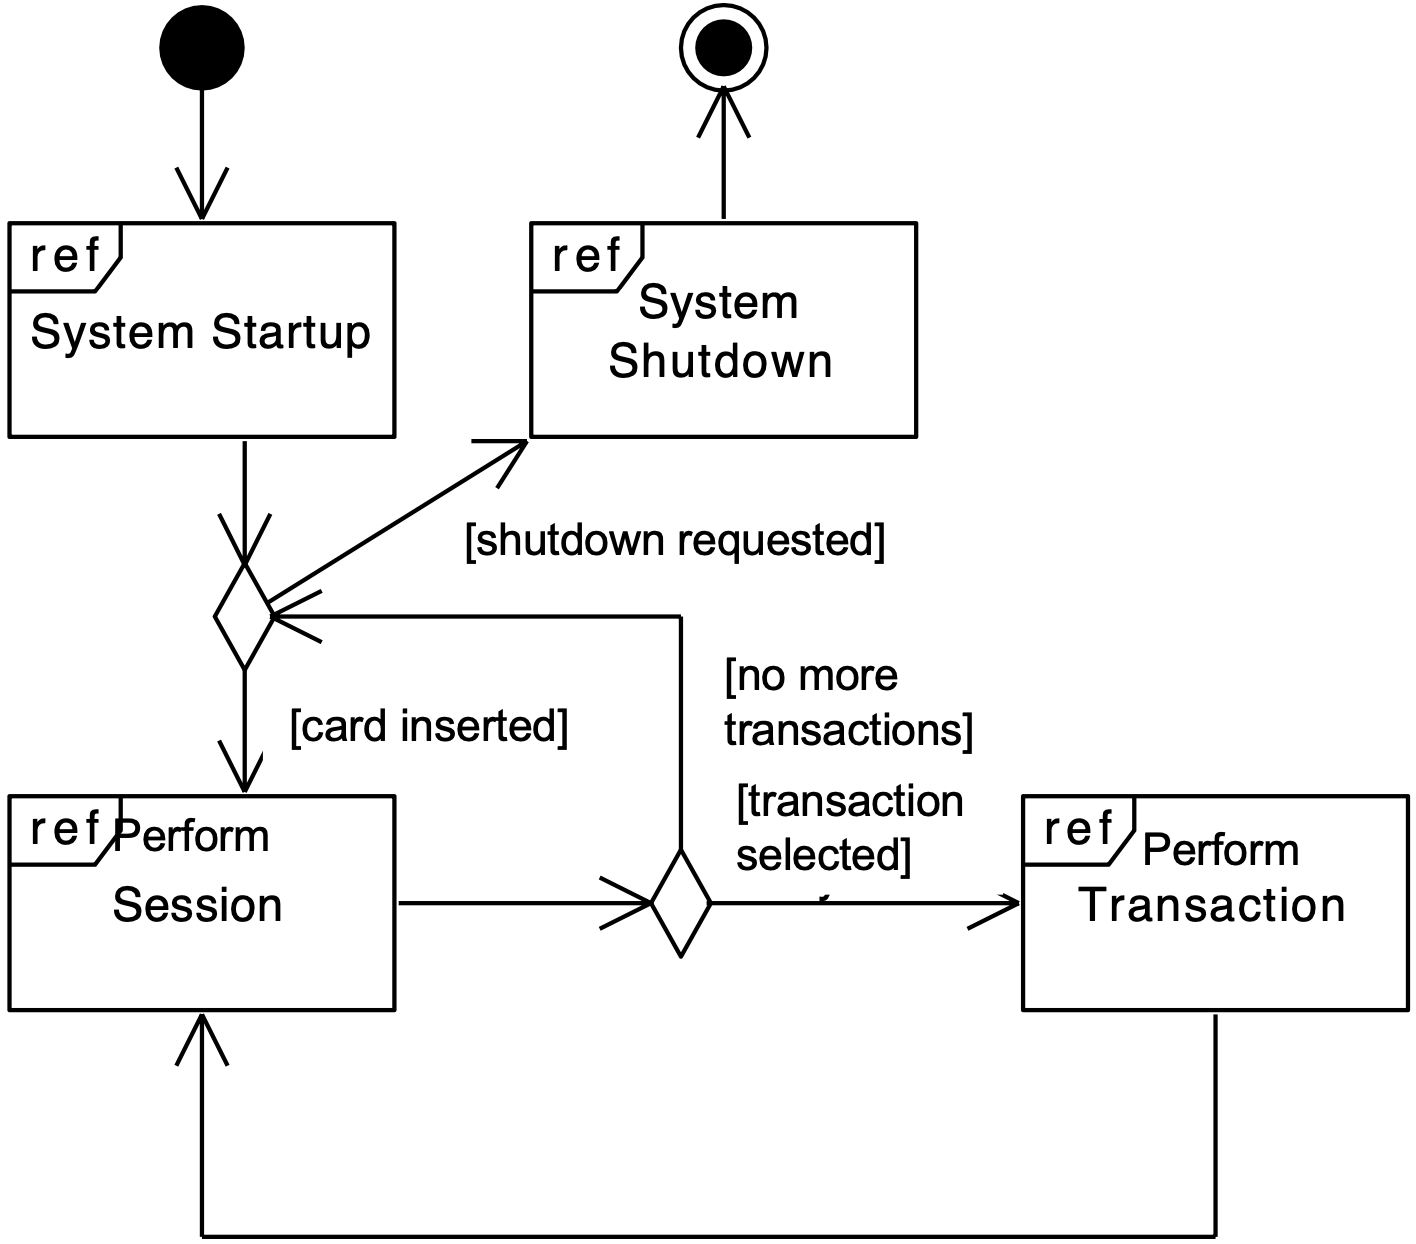 ref
System Startup
ref
System
Shutdown
[shutdown requested]
[no more
transactions]
[card inserted]
[transaction
selected]
ref
Perform
Session
ref
Perform
Transaction